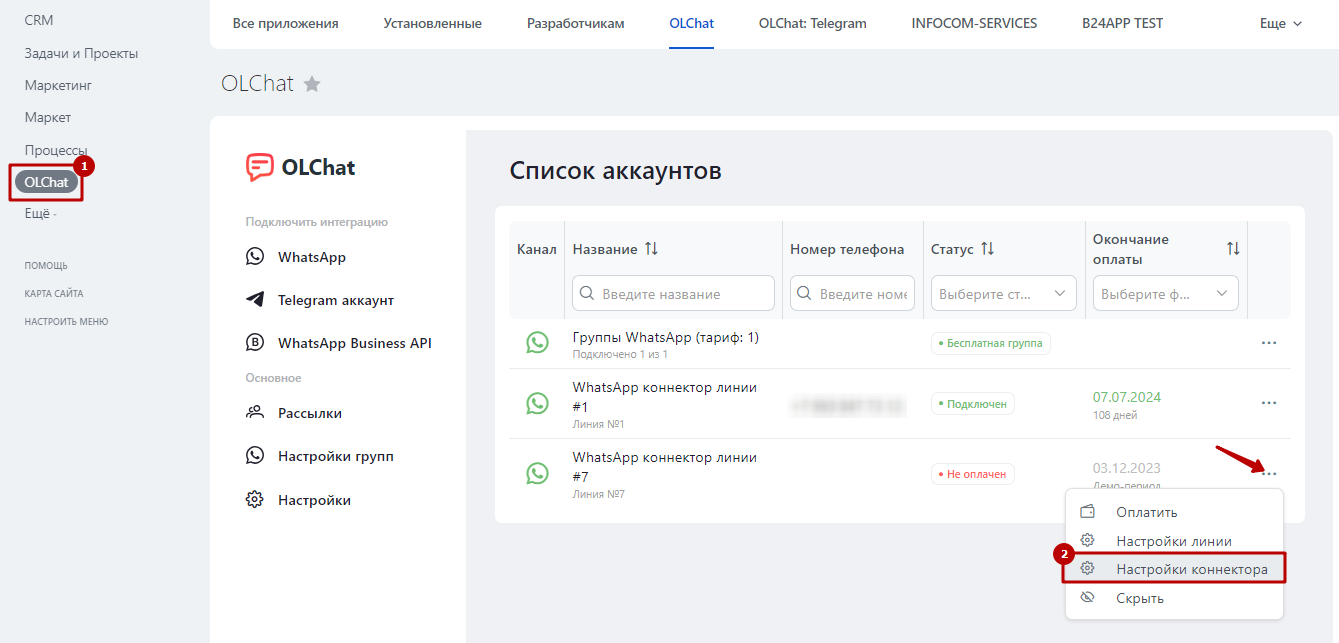 CRM
Задачи и Проекты
Маркетинг
Маркет
Процессы
1
OLChat
Ещё -
ПОМОЩЬ
КАРТА САЙТА
НАСТРОИТЬ МЕНЮ
Все приложения
Установленные
Разработчикам
OLChat
OLChat: Telegram
INFOCOM-SERVICES
B24APP TEST
Еще
OLChat
OLChat
Подключить интеграцию
WhatsApp
Telegram аккаунт
WhatsApp Business API
Основное
Рассылки
Настройки групп
Настройки
Список аккаунтов
Канал
Название
Номер телефона
Статус
Окончание
оплаты
Введите название
Введите номе
Выберите ст...
Выберите ф...
Группы WhatsApp (тариф: 1)
Подключено 1 из 1
Бесплатная группа
WhatsApp коннектор линии
#1
Линия №1
Подключен
07.07.2024
108 дней
WhatsApp коннектор линии
#7
Линия №7
Не оплачен
03.12.2023
Демо-период
Оплатить
Настройки линии
2
Настройки коннектора
Скрыть